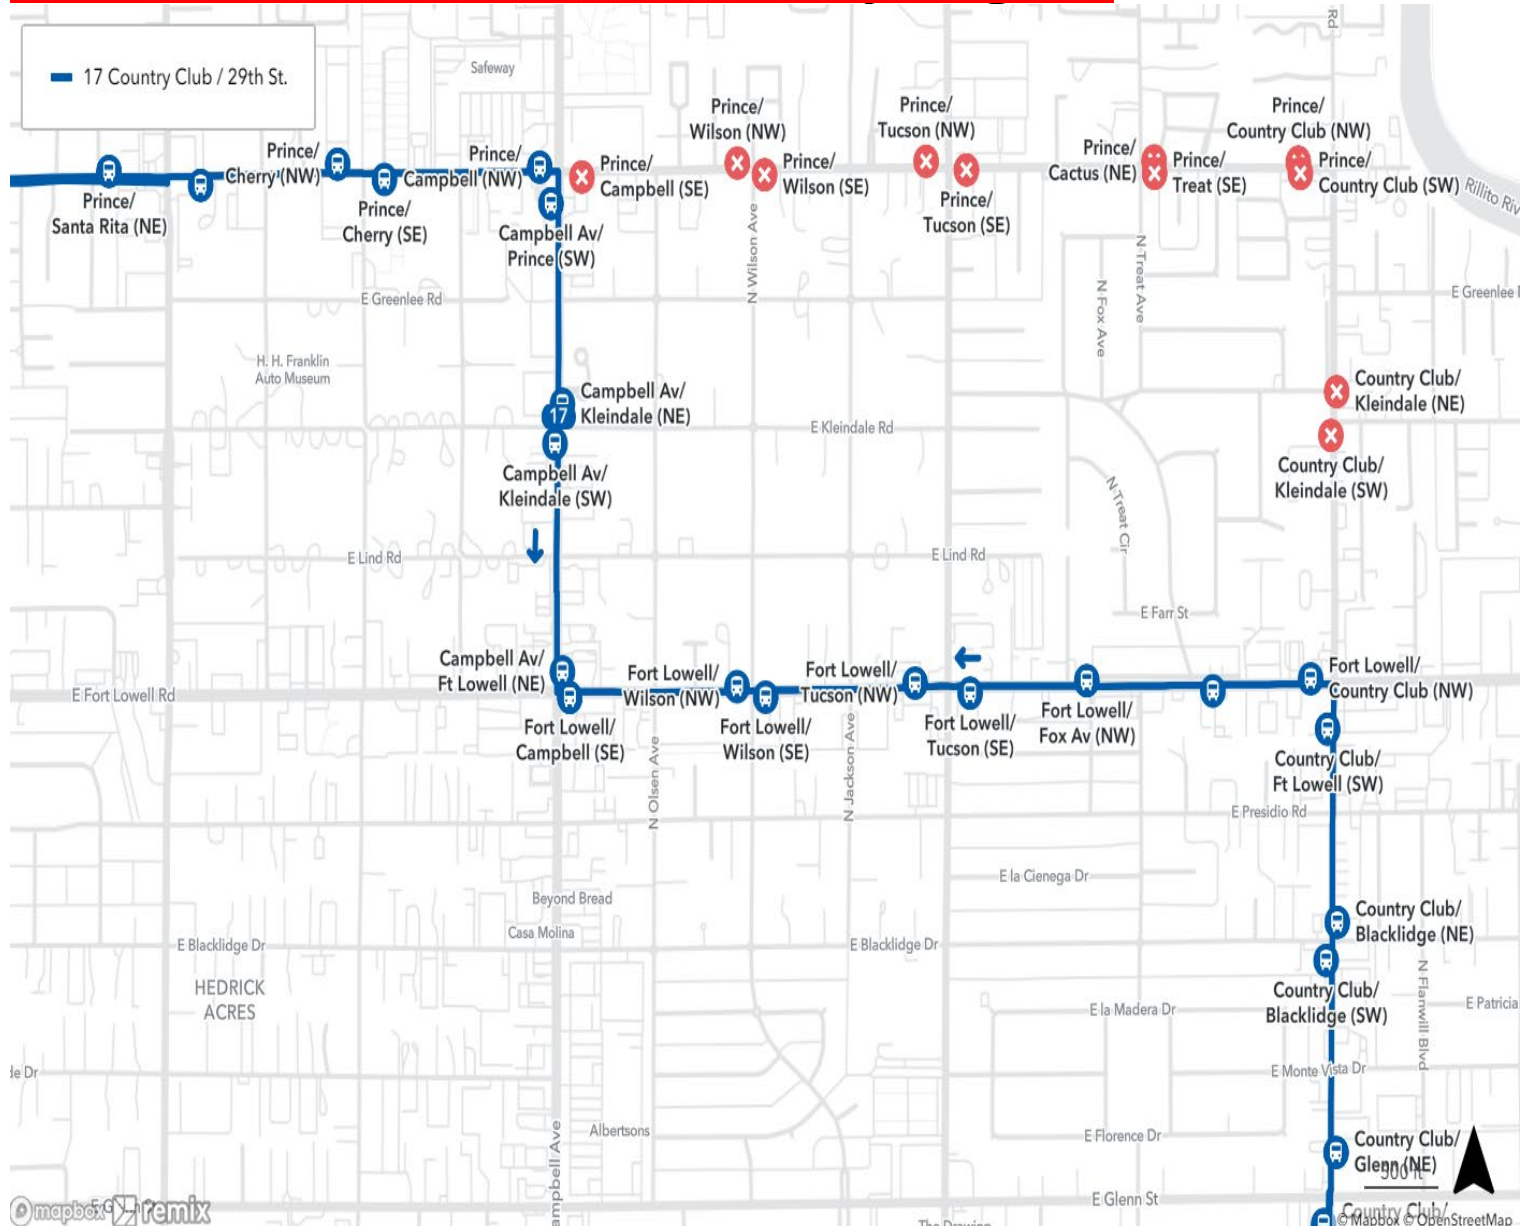 17 Country Club / 29th St.
Safeway
Rd
Prince/
Santa Rita (NE)
Prince/
Cherry (NW)
Prince/
Cherry (SE)
Prince/
Campbell (NW)
Campbell Av/
Prince (SW)
Prince/
Campbell (SE)
Prince/
Wilson (NW)
Prince/
Wilson (SE)
Prince/
Tucson (NW)
Prince/
Tucson (SE)
Prince/
Cactus (NE)
Prince/
Treat (SE)
Prince/
Country Club (NW)
Prince/
Country Club (SW)
Rillito Riv
E Greenlee Rd
N Wilson Ave
N Fox Ave
N Treat Ave
E Greenlee
H. H. Franklin
Auto Museum
Campbell Av/
Kleindale (NE)
17
Campbell Av/
Kleindale (SW)
E Kleindale Rd
Country Club/
Kleindale (NE)
Country Club/
Kleindale (SW)
N Treat Cir
E Lind Rd
E Lind Rd
E Farr St
E Fort Lowell Rd
Campbell Av/
Ft Lowell (NE)
Fort Lowell/
Campbell (SE)
Fort Lowell/
Wilson (NW)
Fort Lowell/
Wilson (SE)
Fort Lowell/
Tucson (NW)
Fort Lowell/
Tucson (SE)
Fort Lowell/
Fox Av (NW)
Fort Lowell/
Country Club (NW)
Country Club/
Ft Lowell (SW)
N Olsen Ave
N Jackson Ave
E Presidio Rd
E la Cienega Dr
Beyond Bread
Casa Molina
E Blacklidge Dr
E Blacklidge Dr
Country Club/
Blacklidge (NE)
Country Club/
Blacklidge (SW)
HEDRICK
ACRES
E la Madera Dr
N Flanwill Blvd
E Patricia
de Dr
E Monte Vista Dr
Albertsons
E Florence Dr
Campbell Ave
Country Club/
Glenn (NE)
500 ft
E Glenn St
Country Club/
mapbox
remix
The Drawing
© Mapbox © OpenStreetMap